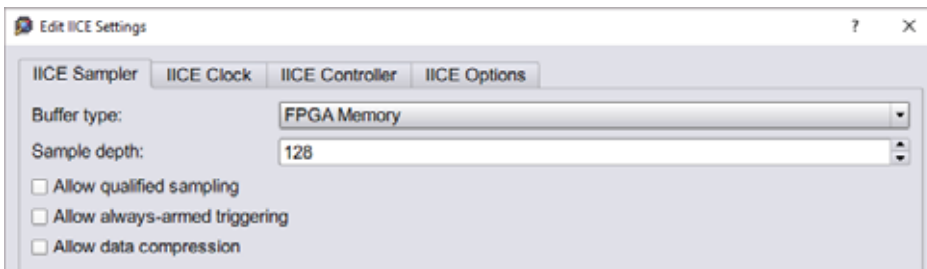 Edit IICE Settings ? ×
IICE Sampler IICE Clock IICE Controller IICE Options
Buffer type: FPGA Memory
Sample depth: 128
Allow qualified sampling
Allow always-armed triggering
Allow data compression